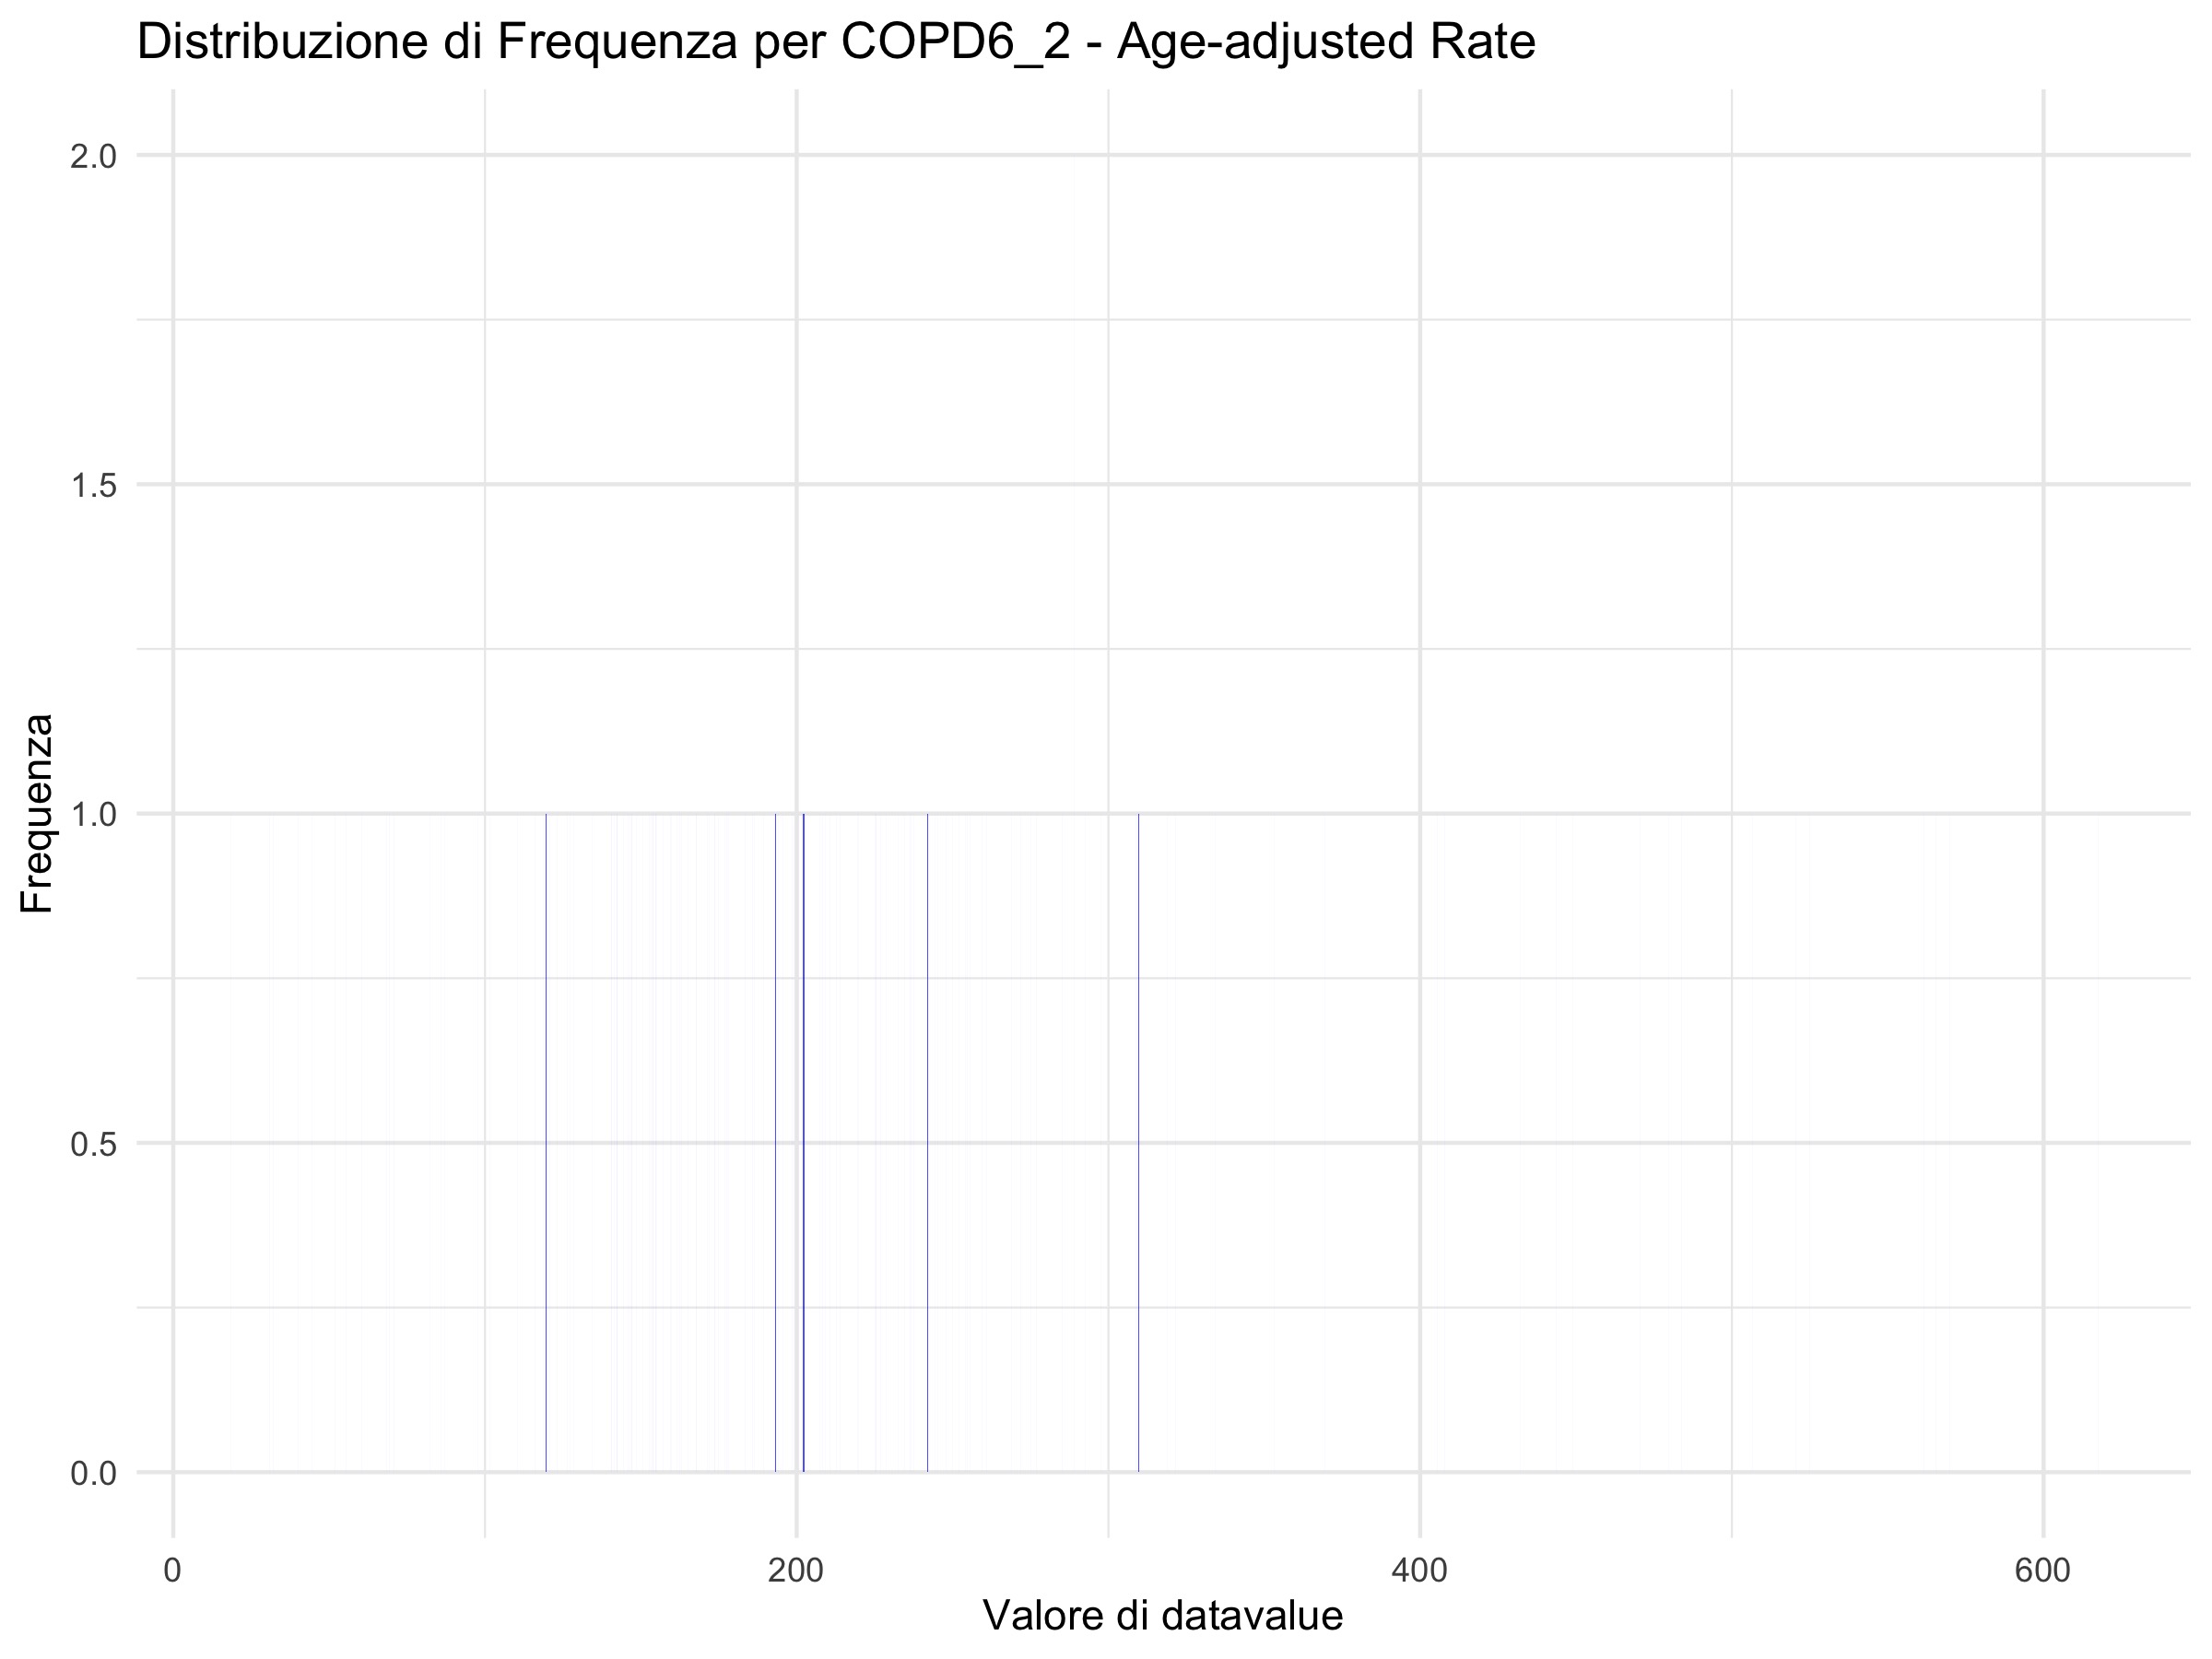 Distribuzione di Frequenza per COPD6_2 - Age-adjusted Rate
Frequenza
2.0
1.5
1.0
0.5
0.0
0 200 400 600
Valore di datavalue